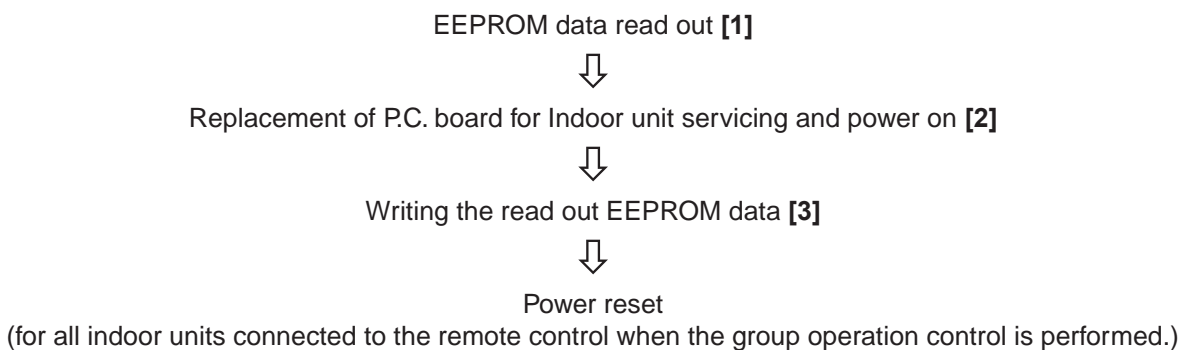 EEPROM data read out [1]
Replacement of P.C. board for Indoor unit servicing and power on [2]
Writing the read out EEPROM data [3]
Power reset
(for all indoor units connected to the remote control when the group operation control is performed.)